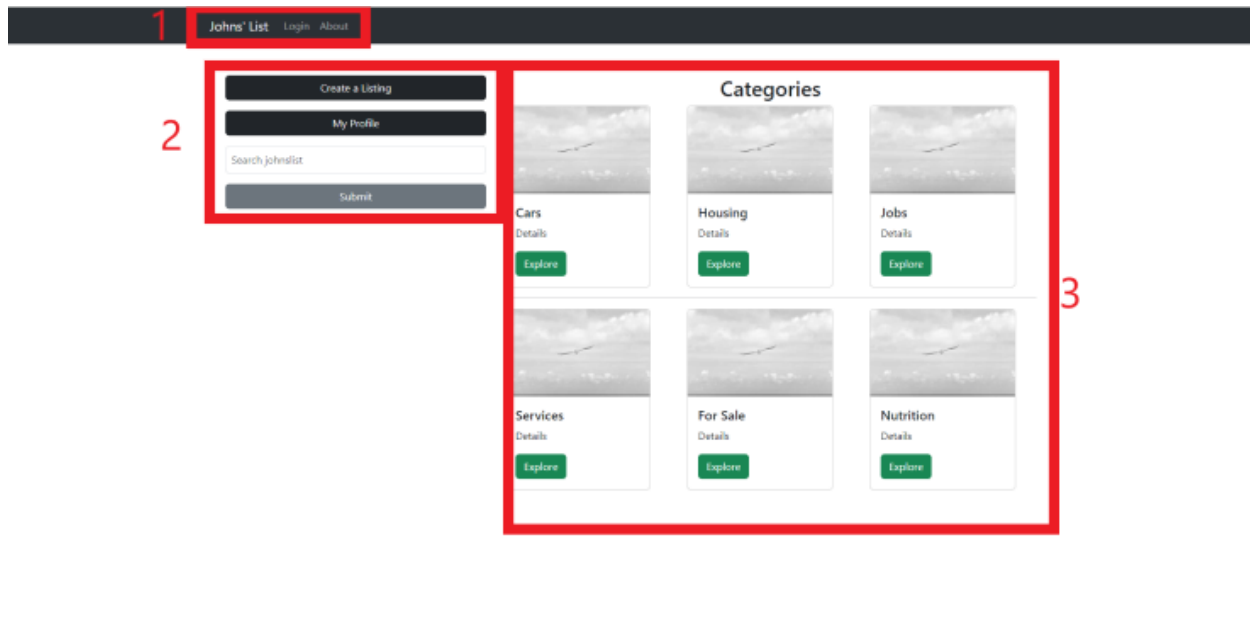 1 Johns' List Login About
2
Create a Listing
My Profile
Search johnslist
Submit
3
Categories
Cars Housing Jobs
Details Details Details
Explore Explore Explore
Services For Sale Nutrition
Details Details Details
Explore Explore Explore